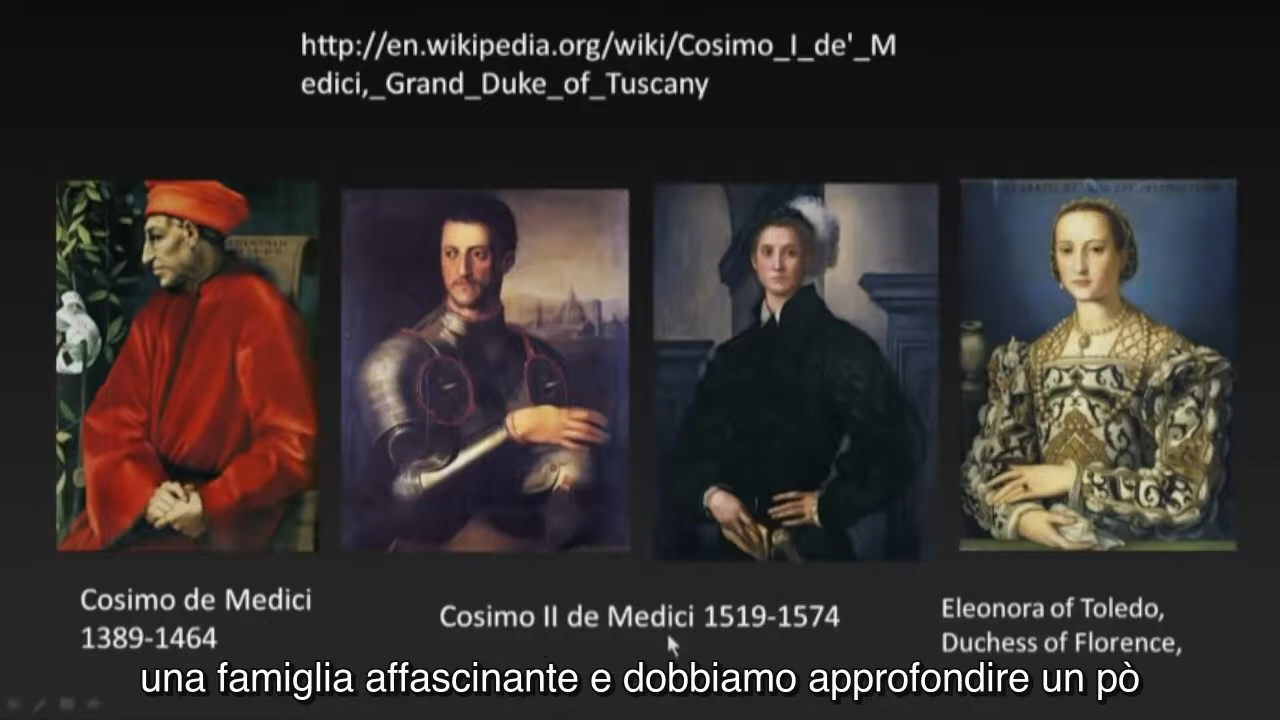 http://en.wikipedia.org/wiki/Cosimo_I_de'_M
edici,_Grand_Duke_of_Tuscany
Cosimo de Medici
1389-1464
Cosimo II de Medici 1519-1574
Eleonora of Toledo,
Duchess of Florence,
una famiglia affascinante e dobbiamo approfondire un pò